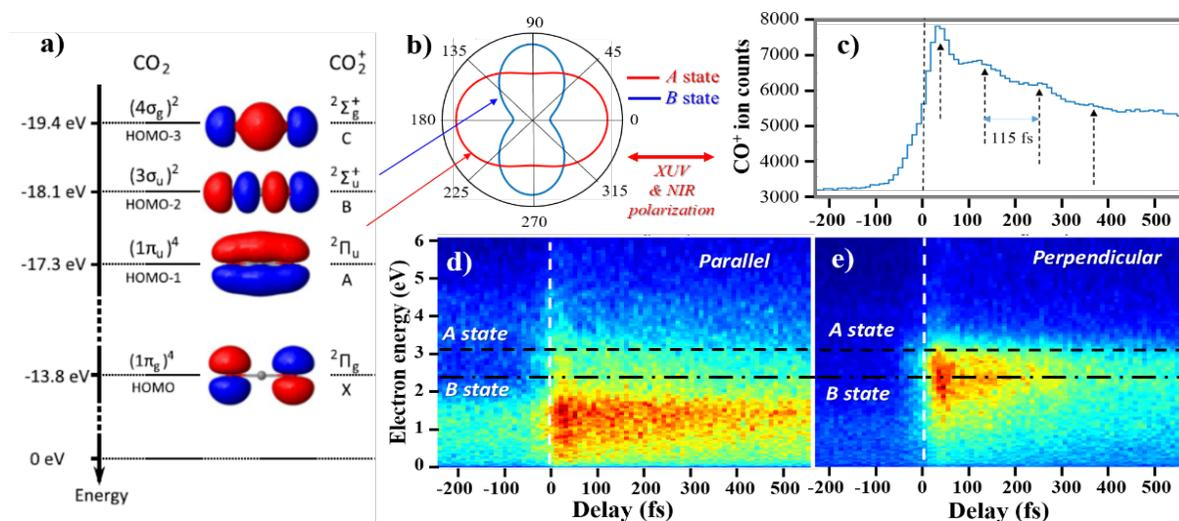 a)
CO₂
CO₂⁺
(4σg)²
²Σg⁺
-19.4 eV
HOMO-3
C
(3σu)²
²Σu⁺
-18.1 eV
HOMO-2
B
(1πu)⁴
²Πu
-17.3 eV
HOMO-1
A
(1πg)⁴
²Πg
-13.8 eV
HOMO
X
0 eV
Energy
b)
90
135
45
180
0
225
315
270
A state
B state
XUV
& NIR
polarization
c)
8000
7000
6000
5000
4000
3000
CO⁺ ion counts
115 fs
-200 -100 0 100 200 300 400 500
d)
Parallel
6
5
4
3
2
1
0
Electron energy (eV)
A state
B state
-200 -100 0 100 200 300 400 500
Delay (fs)
e)
Perpendicular
A state
B state
-200 -100 0 100 200 300 400 500
Delay (fs)